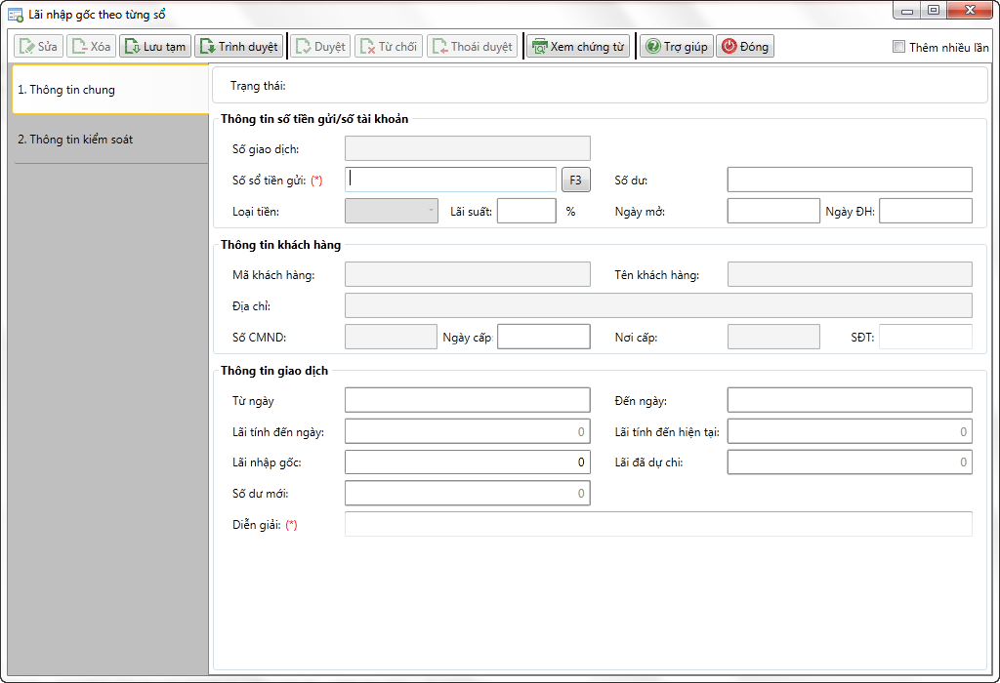 Lãi nhập gốc theo từng sổ
Sửa Xóa Lưu tạm Trình duyệt Duyệt Từ chối Thoái duyệt Xem chứng từ Trợ giúp Đóng Thêm nhiều lần
1. Thông tin chung
2. Thông tin kiểm soát
Trạng thái:
Thông tin số tiền gửi/số tài khoản
Số giao dịch:
Số sổ tiền gửi: (*) F3 Số dư:
Loại tiền: Lãi suất: % Ngày mở: Ngày ĐH:
Thông tin khách hàng
Mã khách hàng: Tên khách hàng:
Địa chỉ:
Số CMND: Ngày cấp: Nơi cấp: SĐT:
Thông tin giao dịch
Từ ngày Đến ngày:
Lãi tính đến ngày: 0 Lãi tính đến hiện tại: 0
Lãi nhập gốc: 0 Lãi đã dự chi: 0
Số dư mới: 0
Diễn giải: (*)